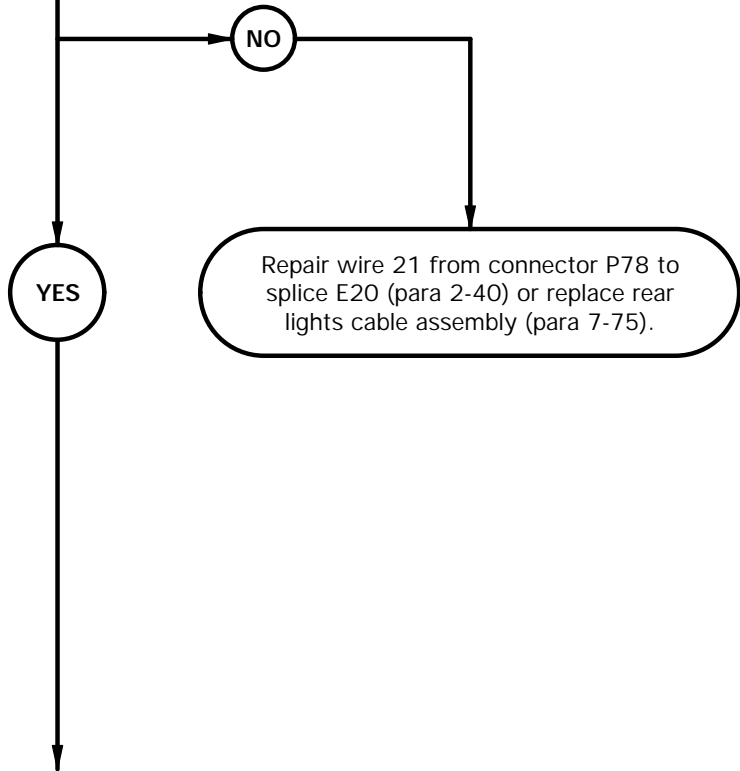 NO
YES
Repair wire 21 from connector P78 to
splice E20 (para 2-40) or replace rear
lights cable assembly (para 7-75).